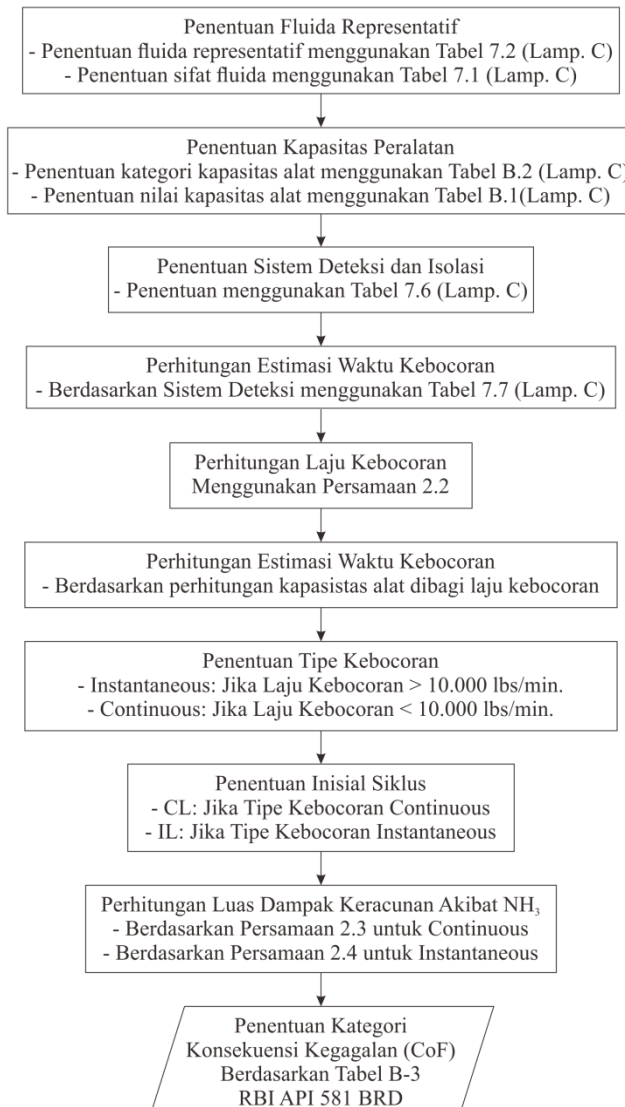 Penentuan Fluida Representatif
- Penentuan fluida representatif menggunakan Tabel 7.2 (Lamp. C)
- Penentuan sifat fluida menggunakan Tabel 7.1 (Lamp. C)
Penentuan Kapasitas Peralatan
- Penentuan kategori kapasitas alat menggunakan Tabel B.2 (Lamp. C)
- Penentuan nilai kapasitas alat menggunakan Tabel B.1(Lamp. C)
Penentuan Sistem Deteksi dan Isolasi
- Penentuan menggunakan Tabel 7.6 (Lamp. C)
Perhitungan Estimasi Waktu Kebocoran
- Berdasarkan Sistem Deteksi menggunakan Tabel 7.7 (Lamp. C)
Perhitungan Laju Kebocoran
Menggunakan Persamaan 2.2
Perhitungan Estimasi Waktu Kebocoran
- Berdasarkan perhitungan kapasistas alat dibagi laju kebocoran
Penentuan Tipe Kebocoran
- Instantaneous: Jika Laju Kebocoran > 10.000 lbs/min.
- Continuous: Jika Laju Kebocoran < 10.000 lbs/min.
Penentuan Inisial Siklus
- CL: Jika Tipe Kebocoran Continuous
- IL: Jika Tipe Kebocoran Instantaneous
Perhitungan Luas Dampak Keracunan Akibat NH₃
- Berdasarkan Persamaan 2.3 untuk Continuous
- Berdasarkan Persamaan 2.4 untuk Instantaneous
Penentuan Kategori
Konsekuensi Kegagalan (CoF)
Berdasarkan Tabel B-3
RBI API 581 BRD